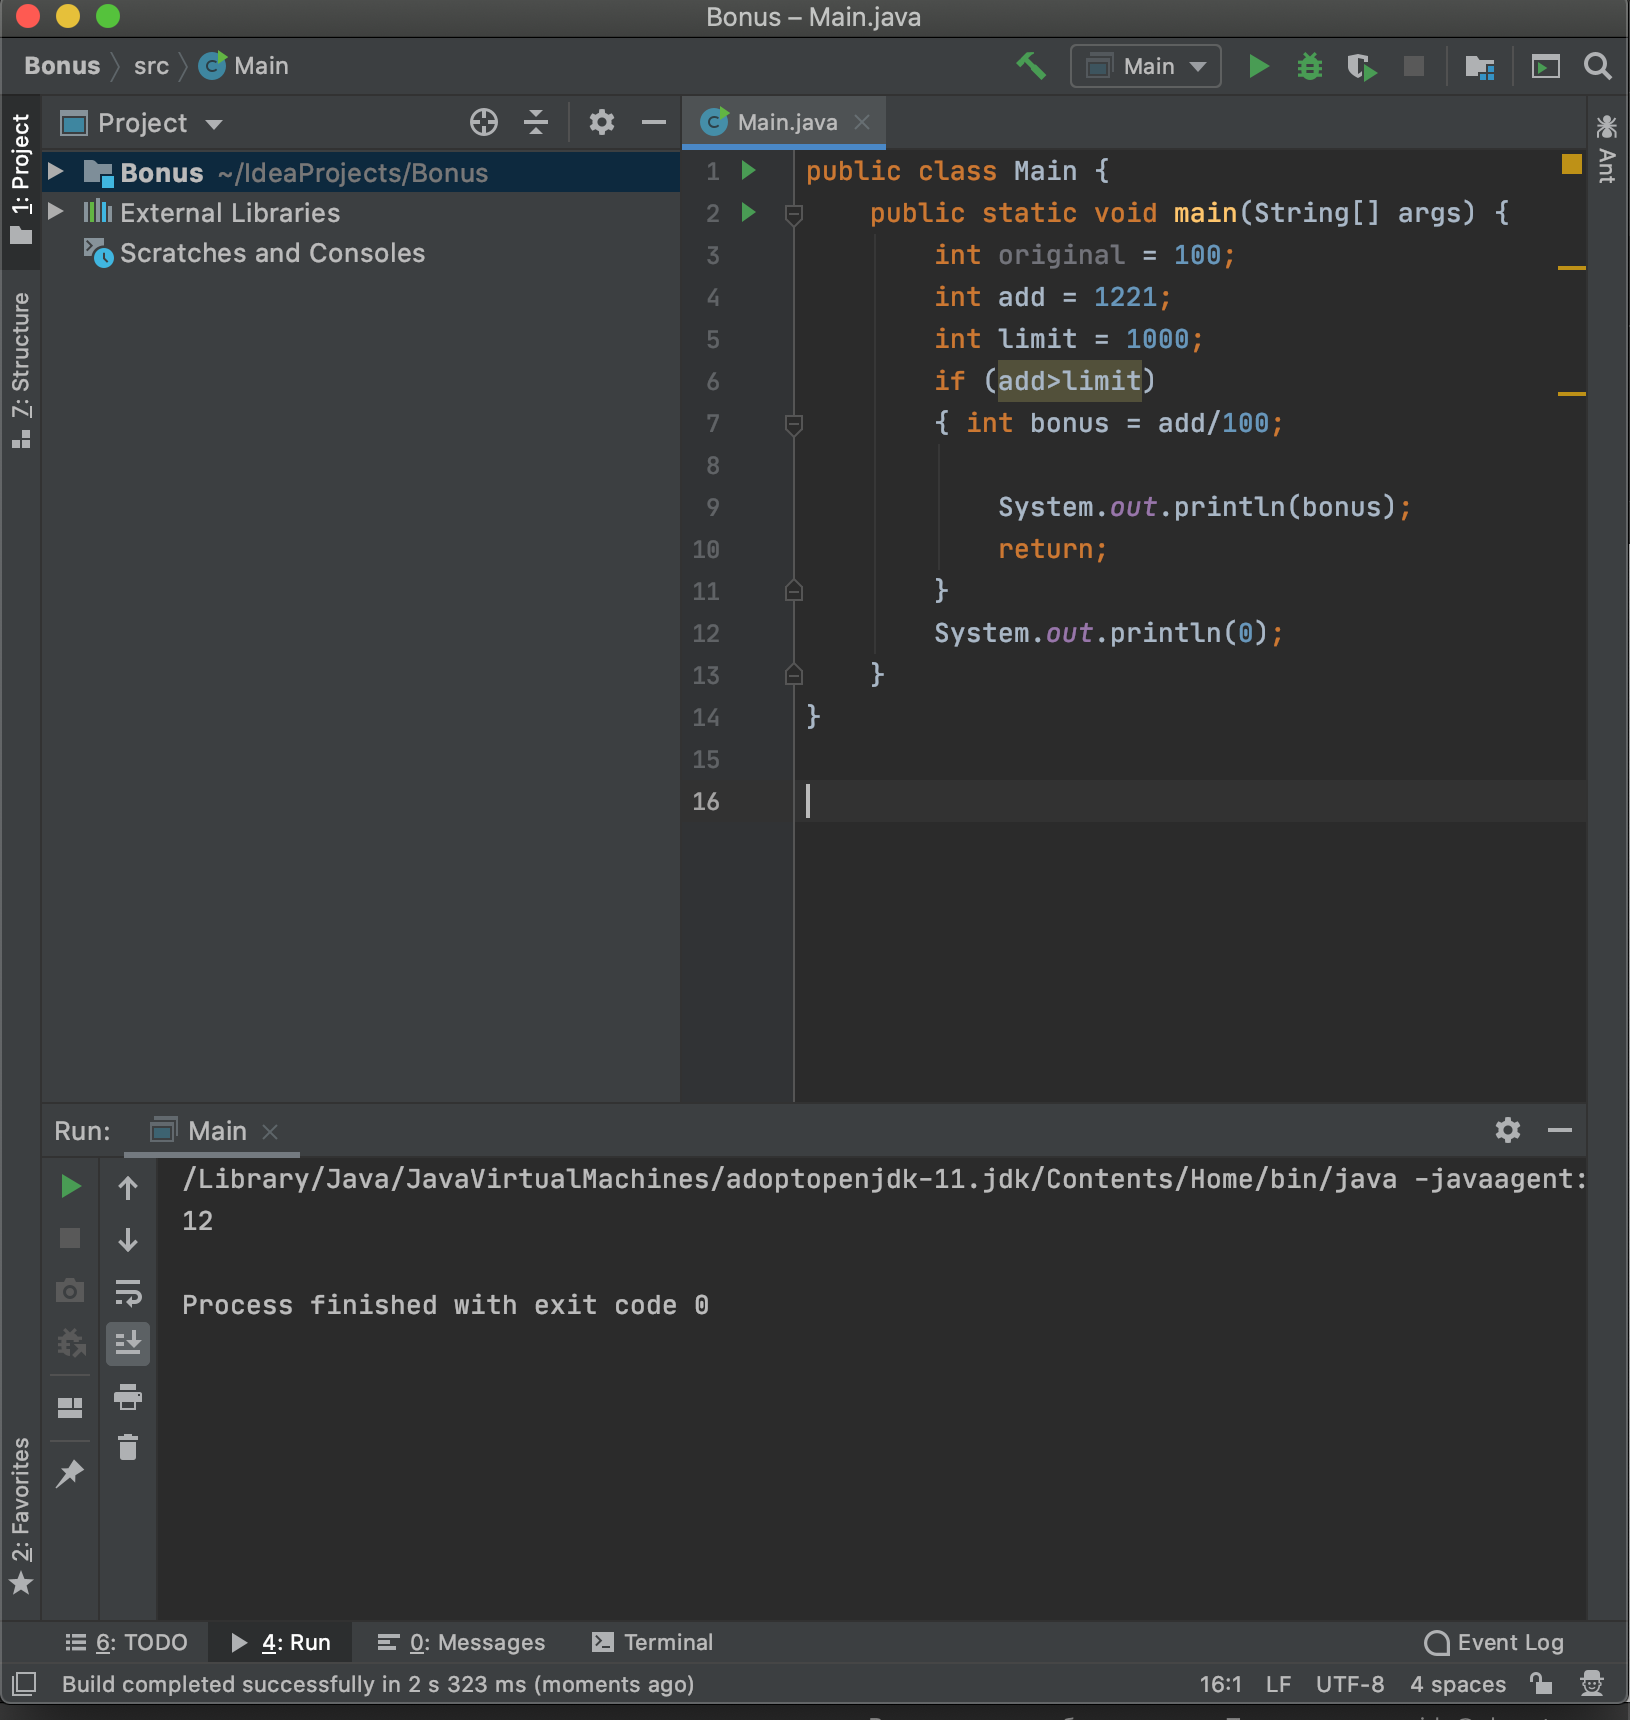 Bonus – Main.java
Bonus src Main
Main
1: Project
Project
Main.java
Bonus ~/IdeaProjects/Bonus
External Libraries
Scratches and Consoles
7: Structure
2: Favorites
Ant
1 public class Main {
2 public static void main(String[] args) {
3 int original = 100;
4 int add = 1221;
5 int limit = 1000;
6 if (add>limit)
7 { int bonus = add/100;
8
9 System.out.println(bonus);
10 return;
11 }
12 System.out.println(0);
13 }
14 }
15
16
Run: Main
/Library/Java/JavaVirtualMachines/adoptopenjdk-11.jdk/Contents/Home/bin/java -javaagent:
12
Process finished with exit code 0
6: TODO 4: Run 0: Messages Terminal Event Log
Build completed successfully in 2 s 323 ms (moments ago) 16:1 LF UTF-8 4 spaces